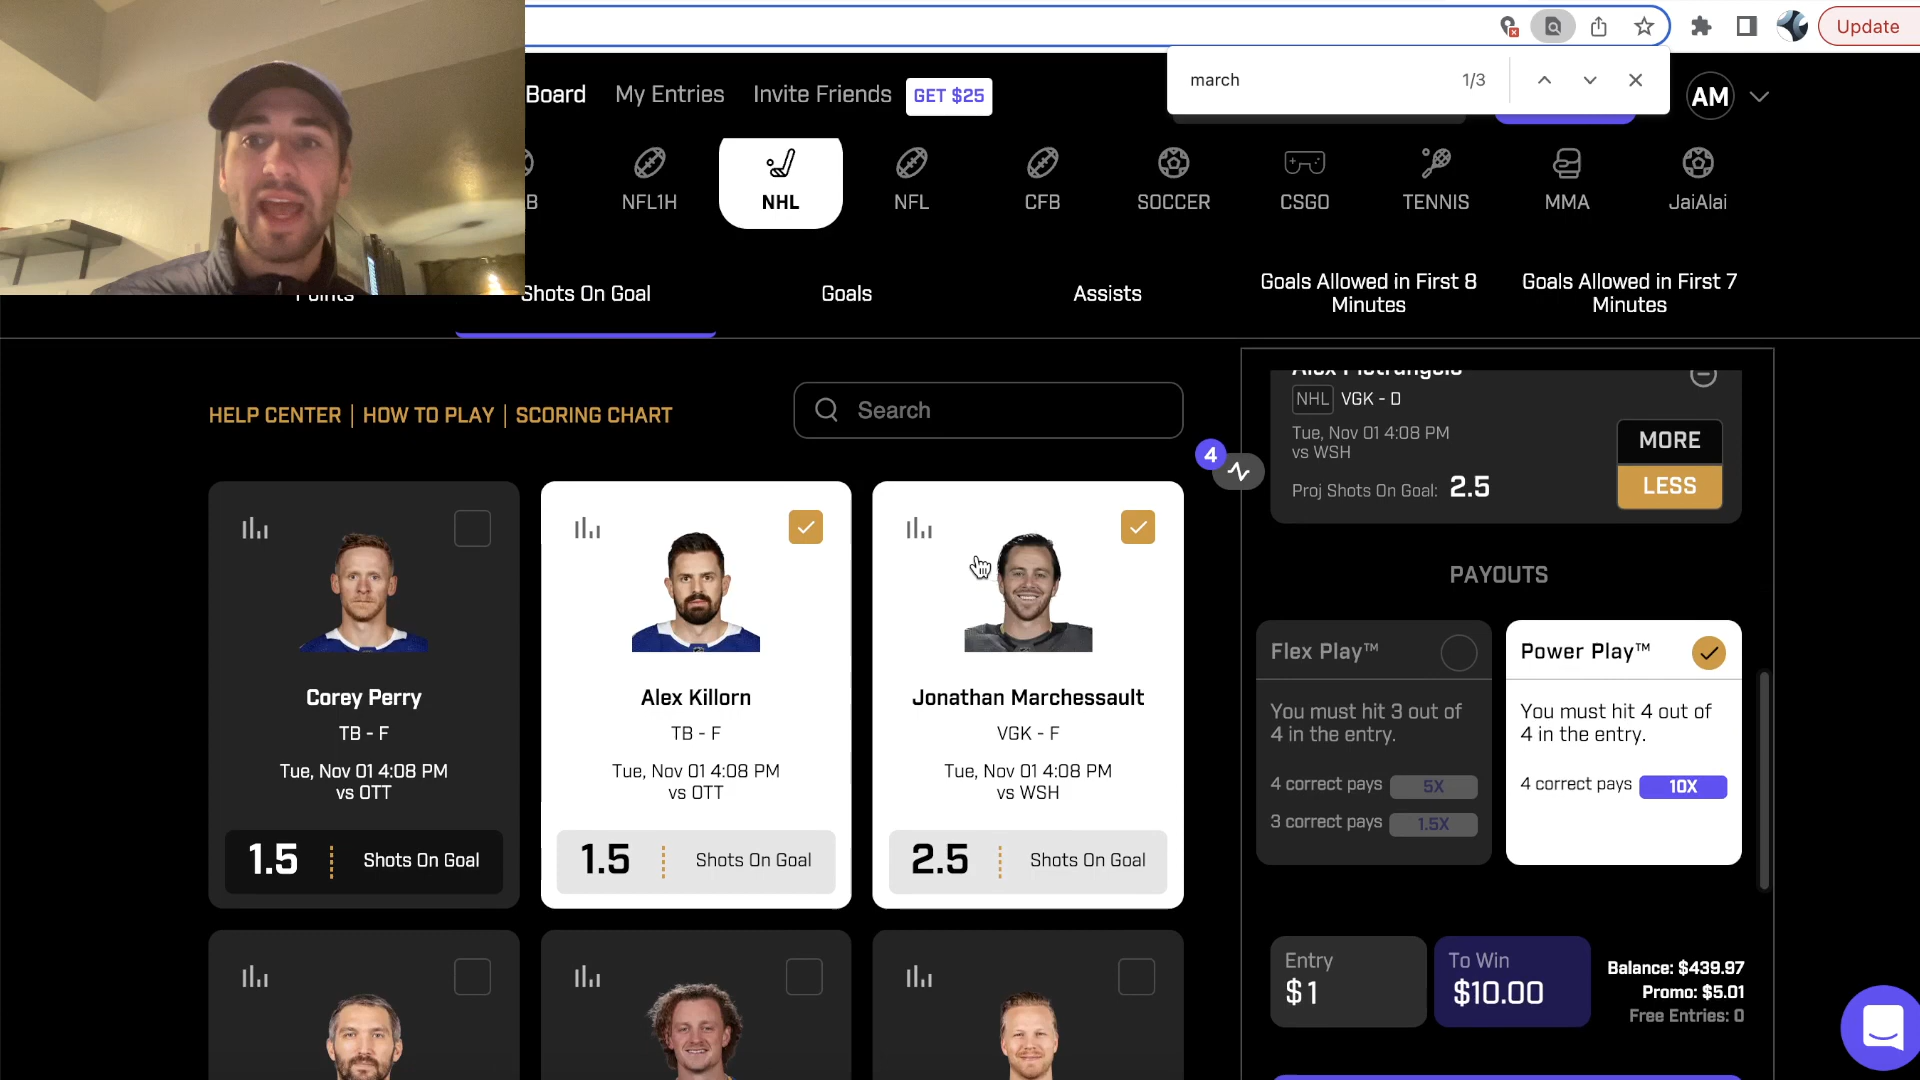 march 1/3
Update
Board My Entries Invite Friends GET $25
AM
B NFL1H NHL NFL CFB SOCCER CSGO TENNIS MMA JaiAlai
Points Shots On Goal Goals Assists
Goals Allowed in First 8
Minutes
Goals Allowed in First 7
Minutes
HELP CENTER | HOW TO PLAY | SCORING CHART
Search
Corey Perry
TB - F
Tue, Nov 01 4:08 PM
vs OTT
1.5 Shots On Goal
Alex Killorn
TB - F
Tue, Nov 01 4:08 PM
vs OTT
1.5 Shots On Goal
Jonathan Marchessault
VGK - F
Tue, Nov 01 4:08 PM
vs WSH
2.5 Shots On Goal
4
Alex Pietrangelo
NHL VGK - D
Tue, Nov 01 4:08 PM
vs WSH
Proj Shots On Goal: 2.5
MORE
LESS
PAYOUTS
Flex Play™
You must hit 3 out of
4 in the entry.
4 correct pays 5X
3 correct pays 1.5X
Power Play™
You must hit 4 out of
4 in the entry.
4 correct pays 10X
Entry
$1
To Win
$10.00
Balance: $439.97
Promo: $5.01
Free Entries: 0